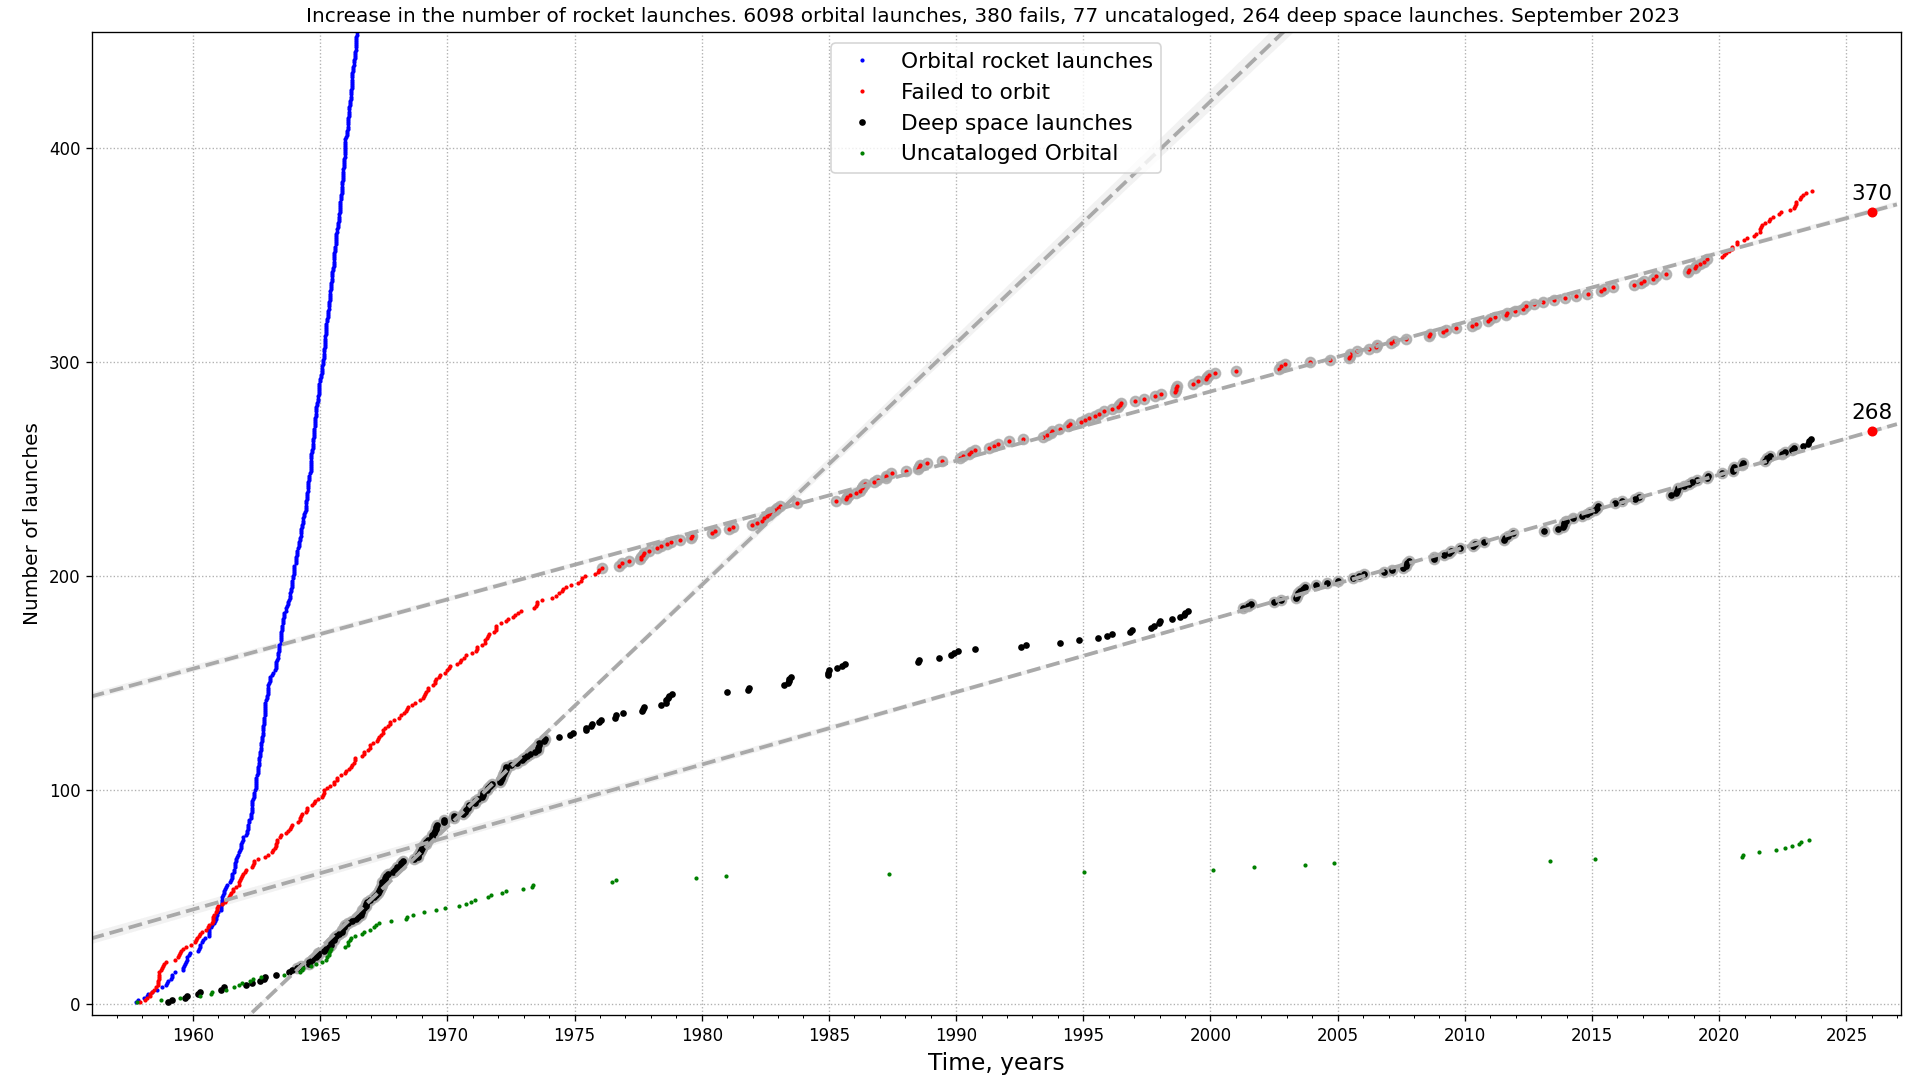 Increase in the number of rocket launches. 6098 orbital launches, 380 fails, 77 uncataloged, 264 deep space launches. September 2023
Orbital rocket launches
Failed to orbit
Deep space launches
Uncataloged Orbital
Number of launches
400
300
200
100
0
370
268
1960 1965 1970 1975 1980 1985 1990 1995 2000 2005 2010 2015 2020 2025
Time, years